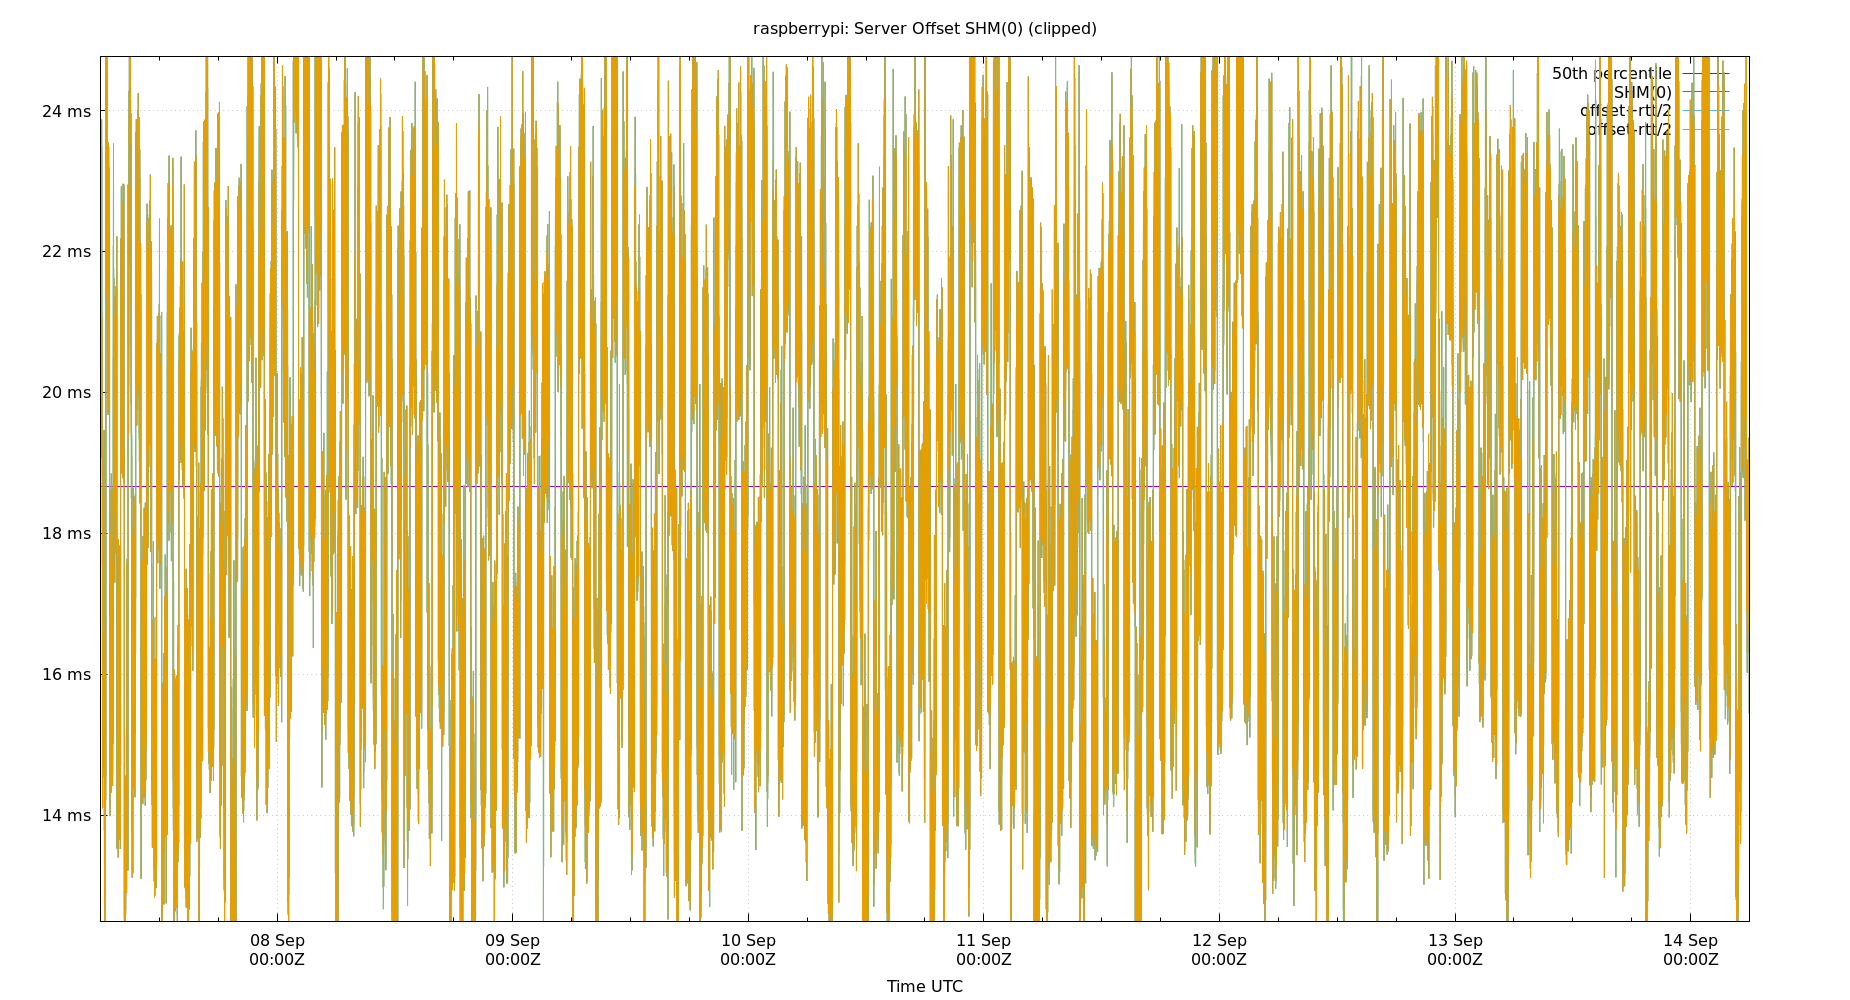 raspberrypi: Server Offset SHM(0) (clipped)
50th percentile
SHM(0)
offset+rtt/2
offset-rtt/2
24 ms
22 ms
20 ms
18 ms
16 ms
14 ms
08 Sep 09 Sep 10 Sep 11 Sep 12 Sep 13 Sep 14 Sep
00:00Z 00:00Z 00:00Z 00:00Z 00:00Z 00:00Z 00:00Z
Time UTC